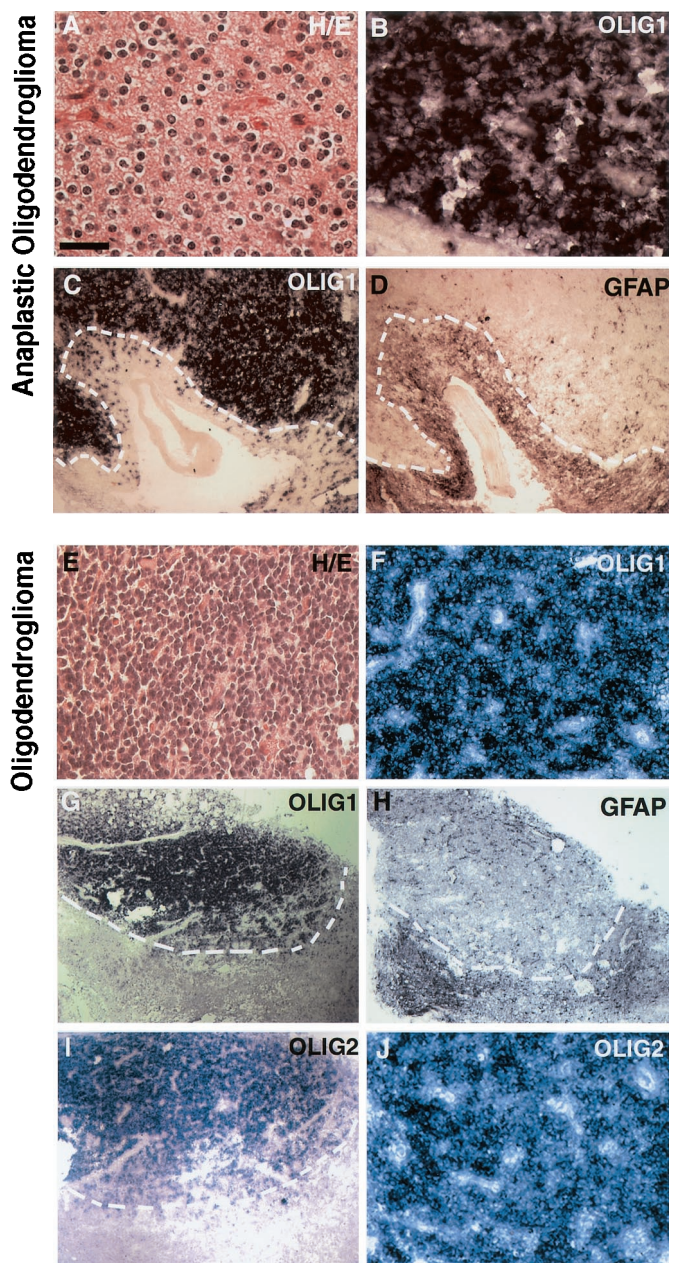 Anaplastic Oligodendroglioma
A
H/E
B
OLIG1
C
OLIG1
D
GFAP
Oligodendroglioma
E
H/E
F
OLIG1
G
OLIG1
H
GFAP
I
OLIG2
J
OLIG2